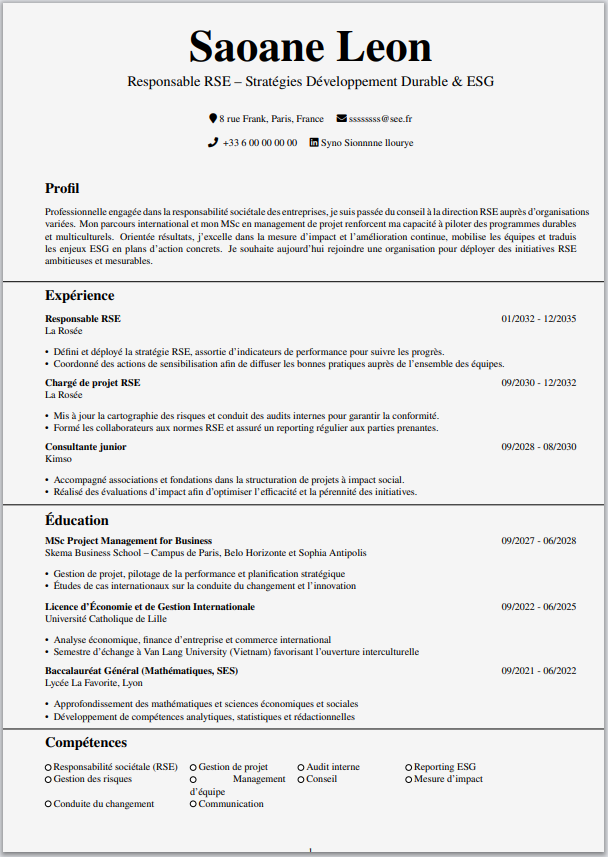 Saoane Leon
Responsable RSE – Stratégies Développement Durable & ESG
8 rue Frank, Paris, France ssssssss@see.fr
+33 6 00 00 00 00 Syno Sionnnne llourye
Profil
Professionnelle engagée dans la responsabilité sociétale des entreprises, je suis passée du conseil à la direction RSE auprès d'organisations
variées. Mon parcours international et mon MSc en management de projet renforcent ma capacité à piloter des programmes durables
et multiculturels. Orientée résultats, j'excelle dans la mesure d'impact et l'amélioration continue, mobilise les équipes et traduis
les enjeux ESG en plans d'action concrets. Je souhaite aujourd'hui rejoindre une organisation pour déployer des initiatives RSE
ambitieuses et mesurables.
Expérience
Responsable RSE 01/2032 - 12/2035
La Rosée
• Défini et déployé la stratégie RSE, assortie d'indicateurs de performance pour suivre les progrès.
• Coordonné des actions de sensibilisation afin de diffuser les bonnes pratiques auprès de l'ensemble des équipes.
Chargé de projet RSE 09/2030 - 12/2032
La Rosée
• Mis à jour la cartographie des risques et conduit des audits internes pour garantir la conformité.
• Formé les collaborateurs aux normes RSE et assuré un reporting régulier aux parties prenantes.
Consultante junior 09/2028 - 08/2030
Kimso
• Accompagné associations et fondations dans la structuration de projets à impact social.
• Réalisé des évaluations d'impact afin d'optimiser l'efficacité et la pérennité des initiatives.
Éducation
MSc Project Management for Business 09/2027 - 06/2028
Skema Business School – Campus de Paris, Belo Horizonte et Sophia Antipolis
• Gestion de projet, pilotage de la performance et planification stratégique
• Études de cas internationaux sur la conduite du changement et l'innovation
Licence d'Économie et de Gestion Internationale 09/2022 - 06/2025
Université Catholique de Lille
• Analyse économique, finance d'entreprise et commerce international
• Semestre d'échange à Van Lang University (Vietnam) favorisant l'ouverture interculturelle
Baccalauréat Général (Mathématiques, SES) 09/2021 - 06/2022
Lycée La Favorite, Lyon
• Approfondissement des mathématiques et sciences économiques et sociales
• Développement de compétences analytiques, statistiques et rédactionnelles
Compétences
Responsabilité sociétale (RSE) Gestion de projet Audit interne Reporting ESG
Gestion des risques Management Conseil Mesure d'impact
d'équipe
Conduite du changement Communication